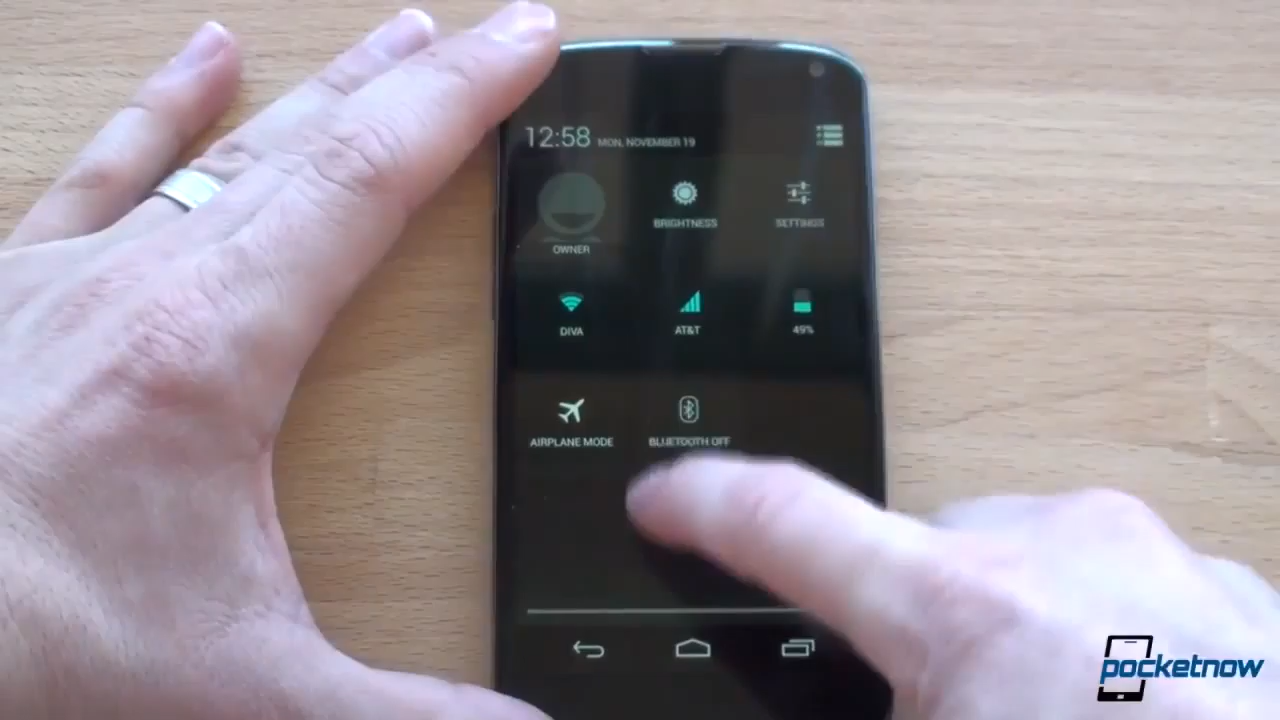 12:58 MON, NOVEMBER 19
OWNER
BRIGHTNESS
SETTINGS
DIVA
AT&T
49%
AIRPLANE MODE
BLUETOOTH OFF
pocketnow